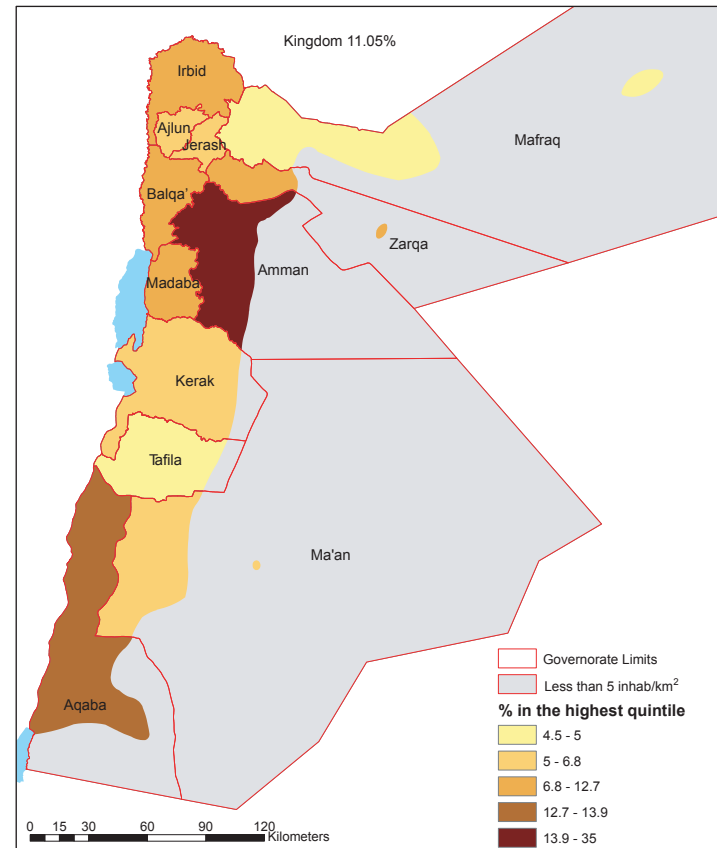 Kingdom 11.05%
Irbid
Ajlun
Jerash
Mafraq
Balqa'
Zarqa
Amman
Madaba
Kerak
Tafila
Ma'an
Aqaba
Governorate Limits
Less than 5 inhab/km²
% in the highest quintile
4.5 - 5
5 - 6.8
6.8 - 12.7
12.7 - 13.9
13.9 - 35
0 15 30 60 90 120
Kilometers